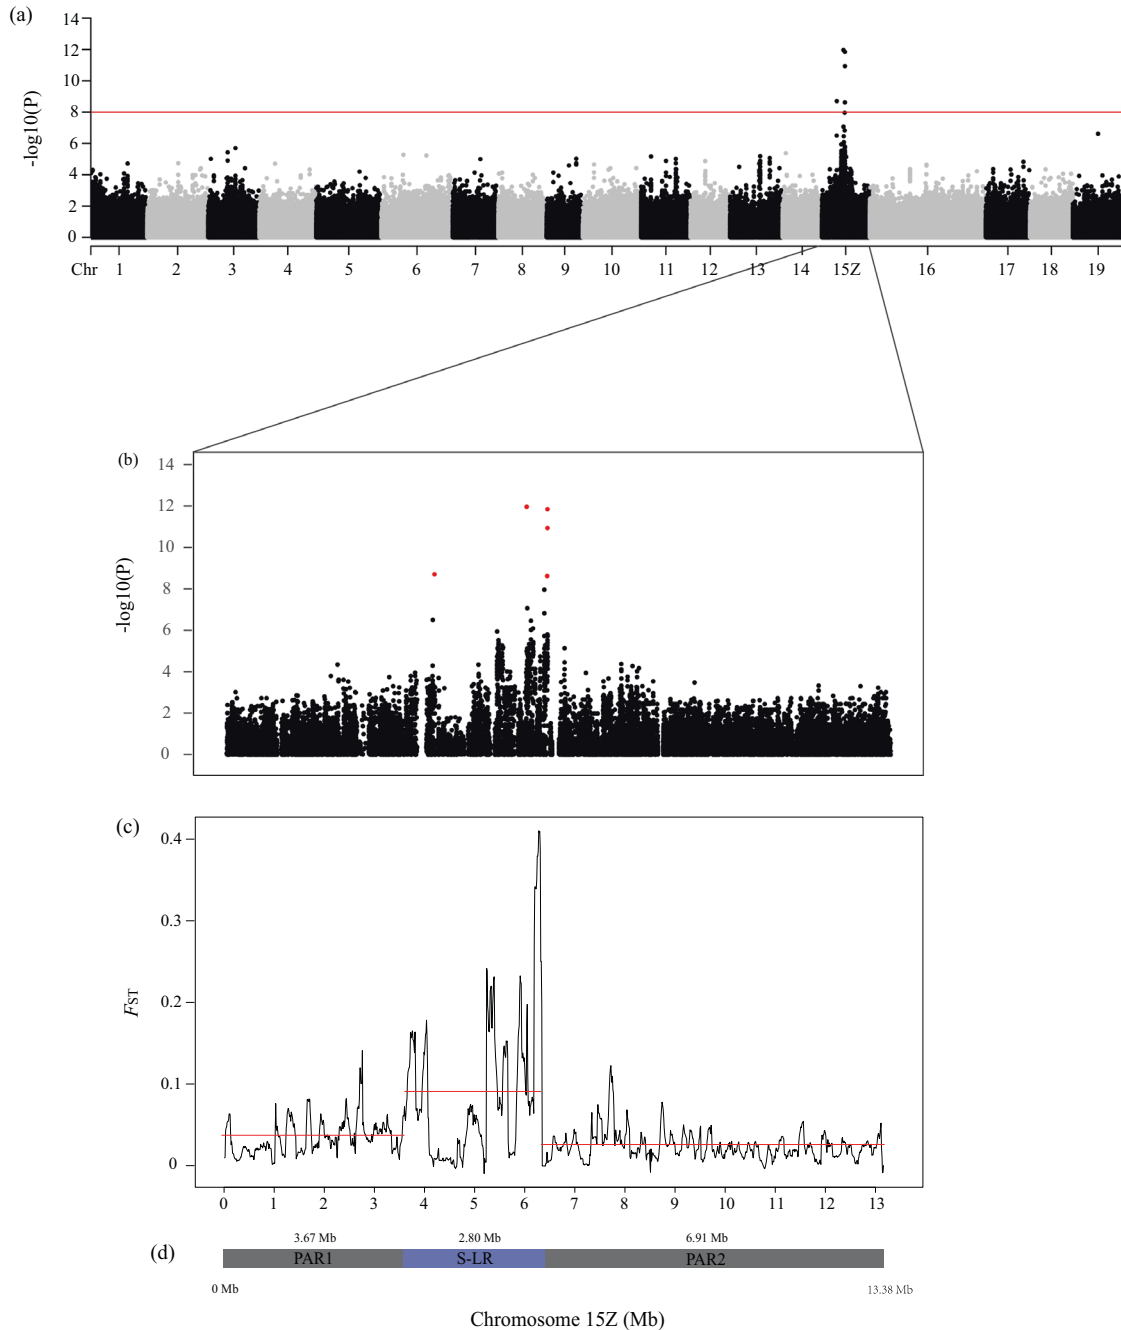 (a)
14
12
10
8
6
4
2
0
-log10(P)
Chr 1 2 3 4 5 6 7 8 9 10 11 12 13 14 15Z 16 17 18 19
(b)
14
12
10
8
6
4
2
0
-log10(P)
(c)
0.4
0.3
0.2
0.1
0
FST
0 1 2 3 4 5 6 7 8 9 10 11 12 13
3.67 Mb 2.80 Mb 6.91 Mb
(d) PAR1 S-LR PAR2
0 Mb 13.38 Mb
Chromosome 15Z (Mb)